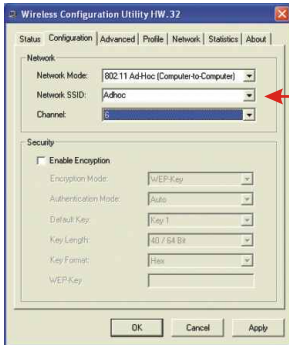 Wireless Configuration Utility HW.32
Status Configuration Advanced Profile Network Statistics About
Network
Network Mode: 802.11 Ad-Hoc (Computer-to-Computer)
Network SSID: Adhoc
Channel: 6
Security
Enable Encryption
Encryption Mode: WEP Key
Authentication Mode: Auto
Default Key: Key 1
Key Length: 40 / 64 Bit
Key Format: Hex
WEP Key:
OK Cancel Apply